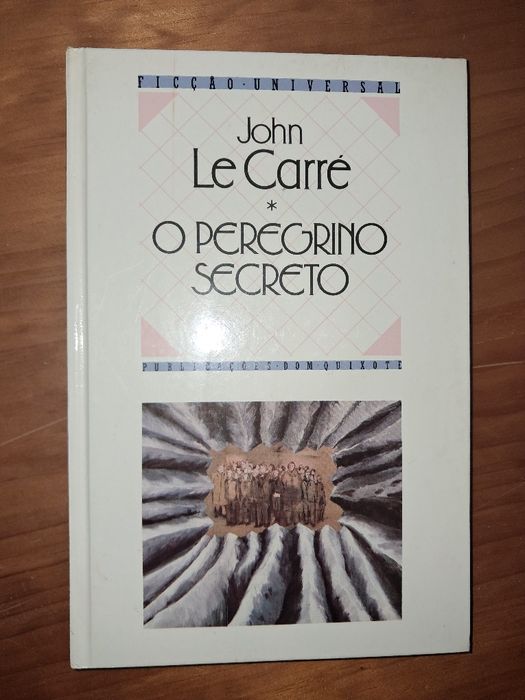 FICÇÃO·UNIVERSAL
John
Le Carré
*
O PEREGRINO
SECRETO
PUBLICAÇÕES·DOM·QUIXOTE